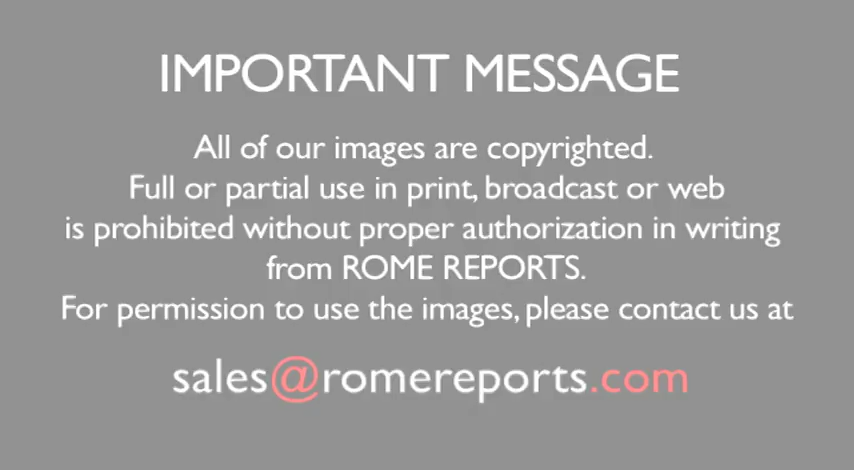 IMPORTANT MESSAGE
All of our images are copyrighted.
Full or partial use in print, broadcast or web
is prohibited without proper authorization in writing
from ROME REPORTS.
For permission to use the images, please contact us at
sales@romereports.com